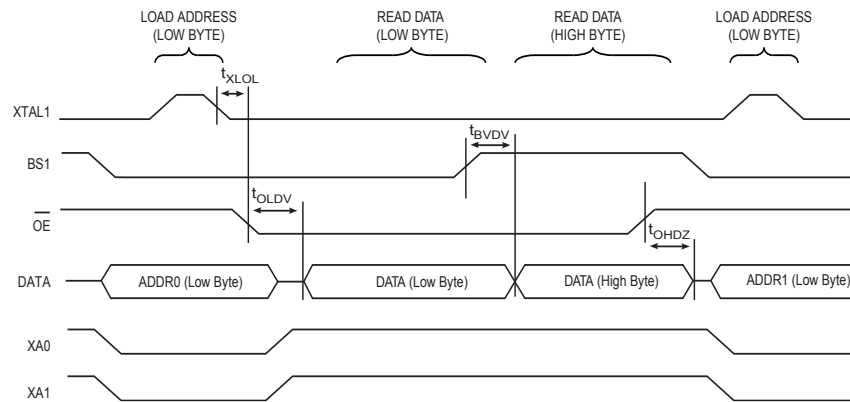 LOAD ADDRESS
(LOW BYTE)
READ DATA
(LOW BYTE)
READ DATA
(HIGH BYTE)
LOAD ADDRESS
(LOW BYTE)
tXLOL
XTAL1
tBVDV
BS1
tOLDV
OE
tOHDZ
DATA
ADDR0 (Low Byte)
DATA (Low Byte)
DATA (High Byte)
ADDR1 (Low Byte)
XA0
XA1